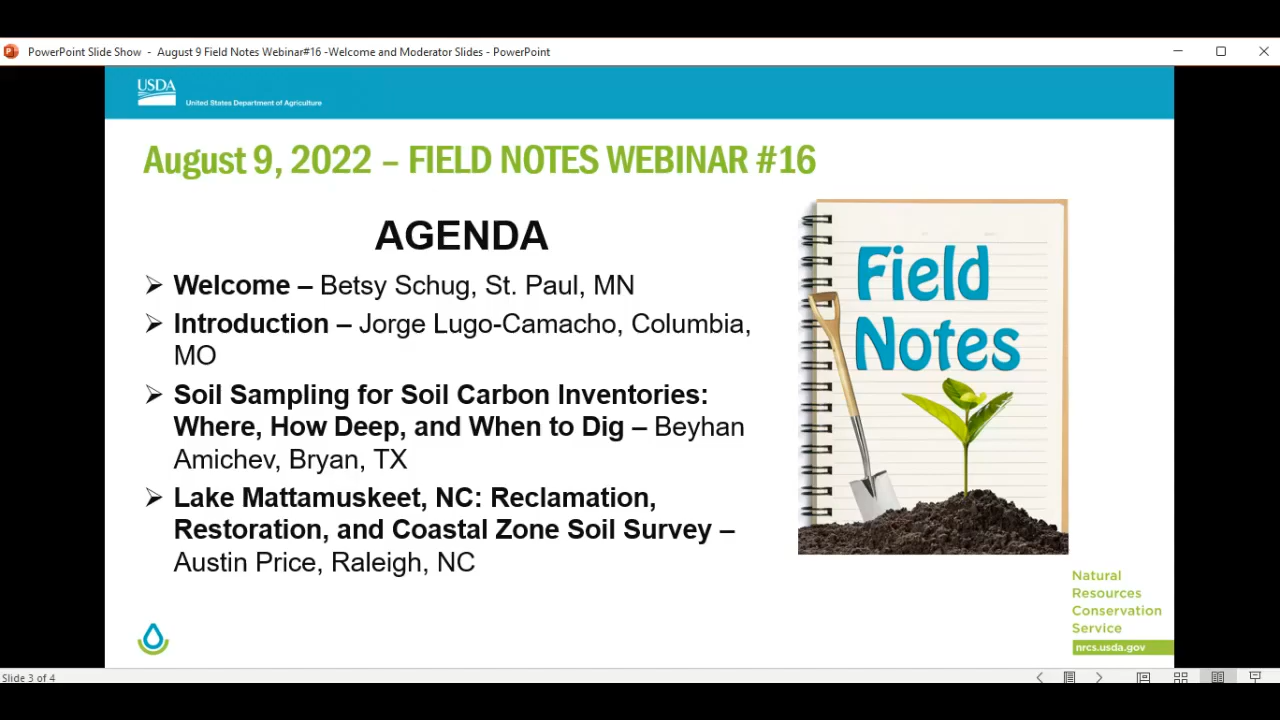 PowerPoint Slide Show - August 9 Field Notes Webinar#16 -Welcome and Moderator Slides - PowerPoint
USDA
United States Department of Agriculture
August 9, 2022 – FIELD NOTES WEBINAR #16
AGENDA
Welcome – Betsy Schug, St. Paul, MN
Introduction – Jorge Lugo-Camacho, Columbia,
MO
Soil Sampling for Soil Carbon Inventories:
Where, How Deep, and When to Dig – Beyhan
Amichev, Bryan, TX
Lake Mattamuskeet, NC: Reclamation,
Restoration, and Coastal Zone Soil Survey –
Austin Price, Raleigh, NC
Field
Notes
Natural
Resources
Conservation
Service
nrcs.usda.gov
Slide 3 of 4